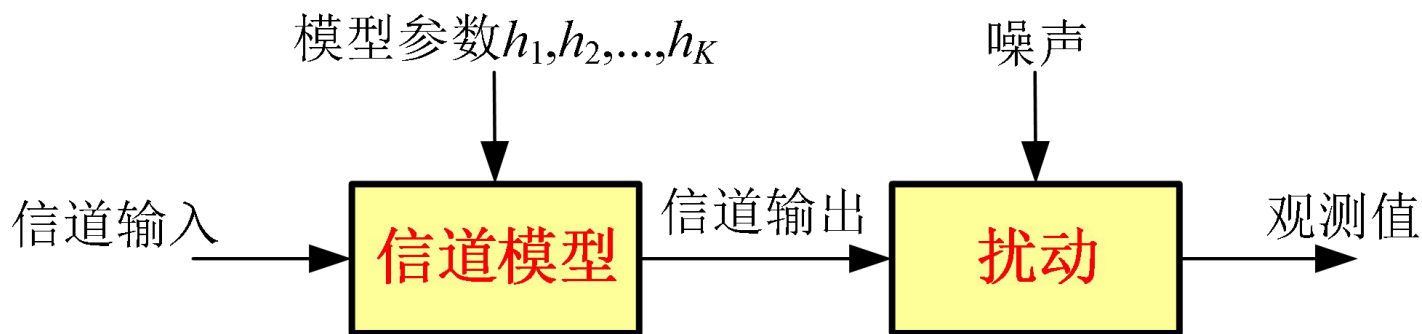 模型参数h1,h2,...,hK
噪声
信道输入
信道模型
信道输出
扰动
观测值